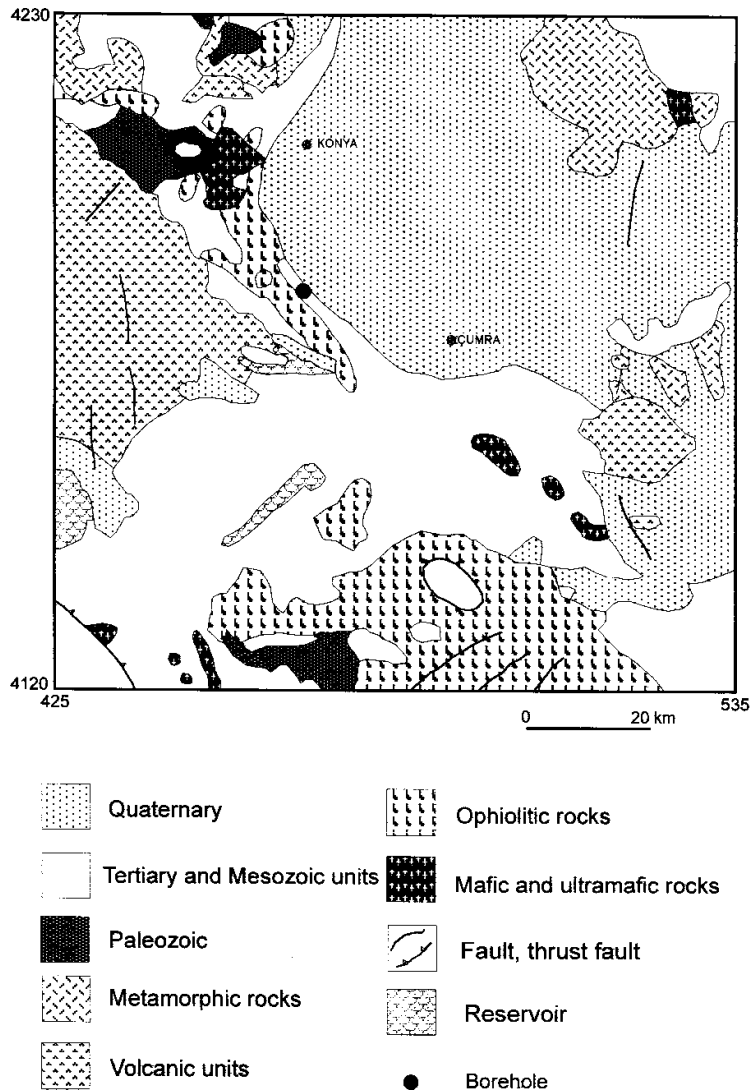 4230
KONYA
ÇUMRA
4120
425
535
0 20 km
Quaternary
Tertiary and Mesozoic units
Paleozoic
Metamorphic rocks
Volcanic units
Ophiolitic rocks
Mafic and ultramafic rocks
Fault, thrust fault
Reservoir
Borehole